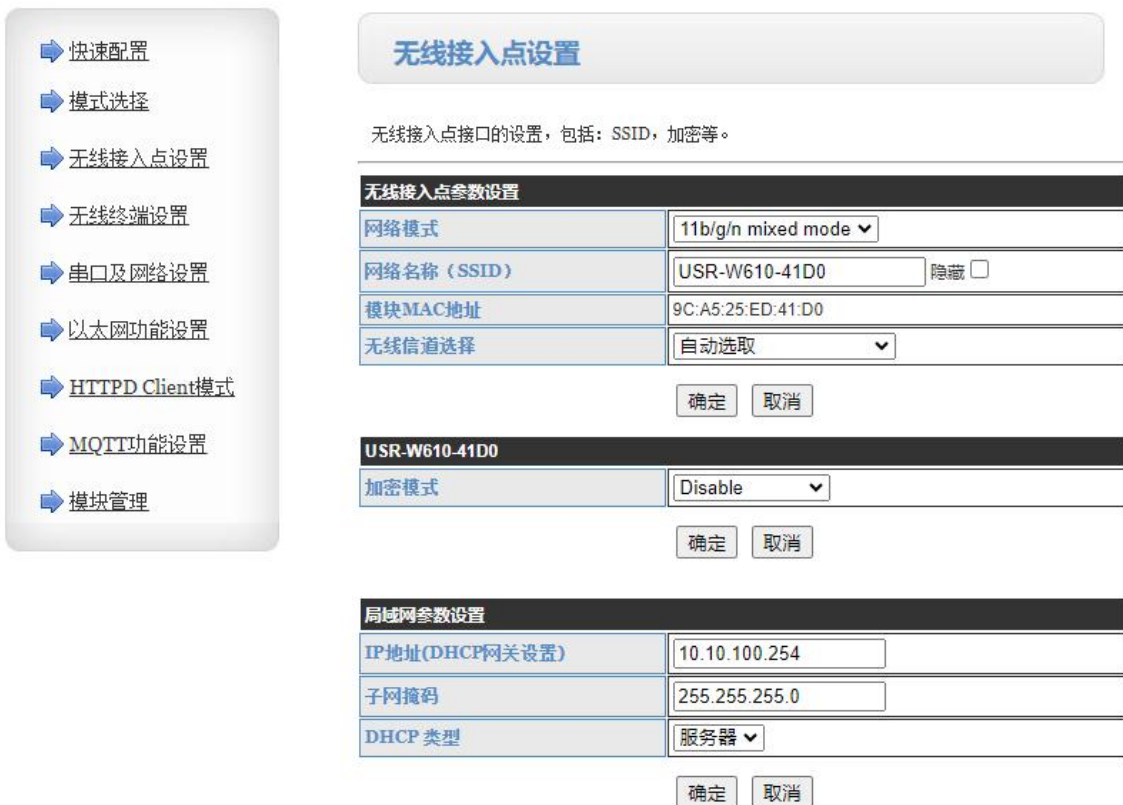 快速配置
模式选择
无线接入点设置
无线终端设置
串口及网络设置
以太网功能设置
HTTPD Client模式
MQTT功能设置
模块管理
无线接入点设置
无线接入点接口的设置，包括：SSID，加密等。
无线接入点参数设置
网络模式 11b/g/n mixed mode
网络名称（SSID） USR-W610-41D0 隐藏
模块MAC地址 9C:A5:25:ED:41:D0
无线信道选择 自动选取
确定 取消
USR-W610-41D0
加密模式 Disable
确定 取消
局域网参数设置
IP地址(DHCP网关设置) 10.10.100.254
子网掩码 255.255.255.0
DHCP 类型 服务器
确定 取消